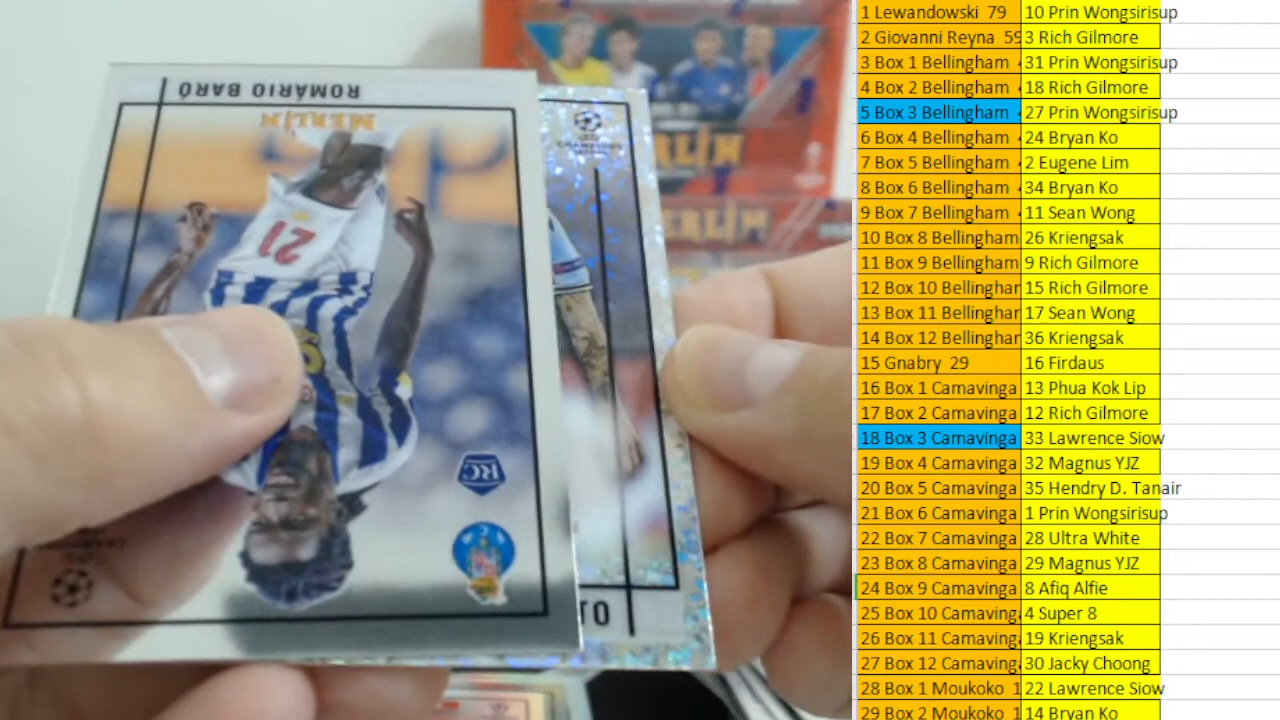 ROMÁRIO BARÓ
MERLIN
21
RC
MERLIN
1 Lewandowski 79 10 Prin Wongsirisup
2 Giovanni Reyna 59 3 Rich Gilmore
3 Box 1 Bellingham 31 Prin Wongsirisup
4 Box 2 Bellingham 18 Rich Gilmore
5 Box 3 Bellingham 27 Prin Wongsirisup
6 Box 4 Bellingham 24 Bryan Ko
7 Box 5 Bellingham 2 Eugene Lim
8 Box 6 Bellingham 34 Bryan Ko
9 Box 7 Bellingham 11 Sean Wong
10 Box 8 Bellingham 26 Kriengsak
11 Box 9 Bellingham 9 Rich Gilmore
12 Box 10 Bellinghar 15 Rich Gilmore
13 Box 11 Bellinghar 17 Sean Wong
14 Box 12 Bellinghar 36 Kriengsak
15 Gnabry 29 16 Firdaus
16 Box 1 Camavinga 13 Phua Kok Lip
17 Box 2 Camavinga 12 Rich Gilmore
18 Box 3 Camavinga 33 Lawrence Siow
19 Box 4 Camavinga 32 Magnus YJZ
20 Box 5 Camavinga 35 Hendry D. Tanair
21 Box 6 Camavinga 1 Prin Wongsirisup
22 Box 7 Camavinga 28 Ultra White
23 Box 8 Camavinga 29 Magnus YJZ
24 Box 9 Camavinga 8 Afiq Alfie
25 Box 10 Camaving 4 Super 8
26 Box 11 Camaving 19 Kriengsak
27 Box 12 Camaving 30 Jacky Choong
28 Box 1 Moukoko 1 22 Lawrence Siow
29 Box 2 Moukoko 1 14 Bryan Ko